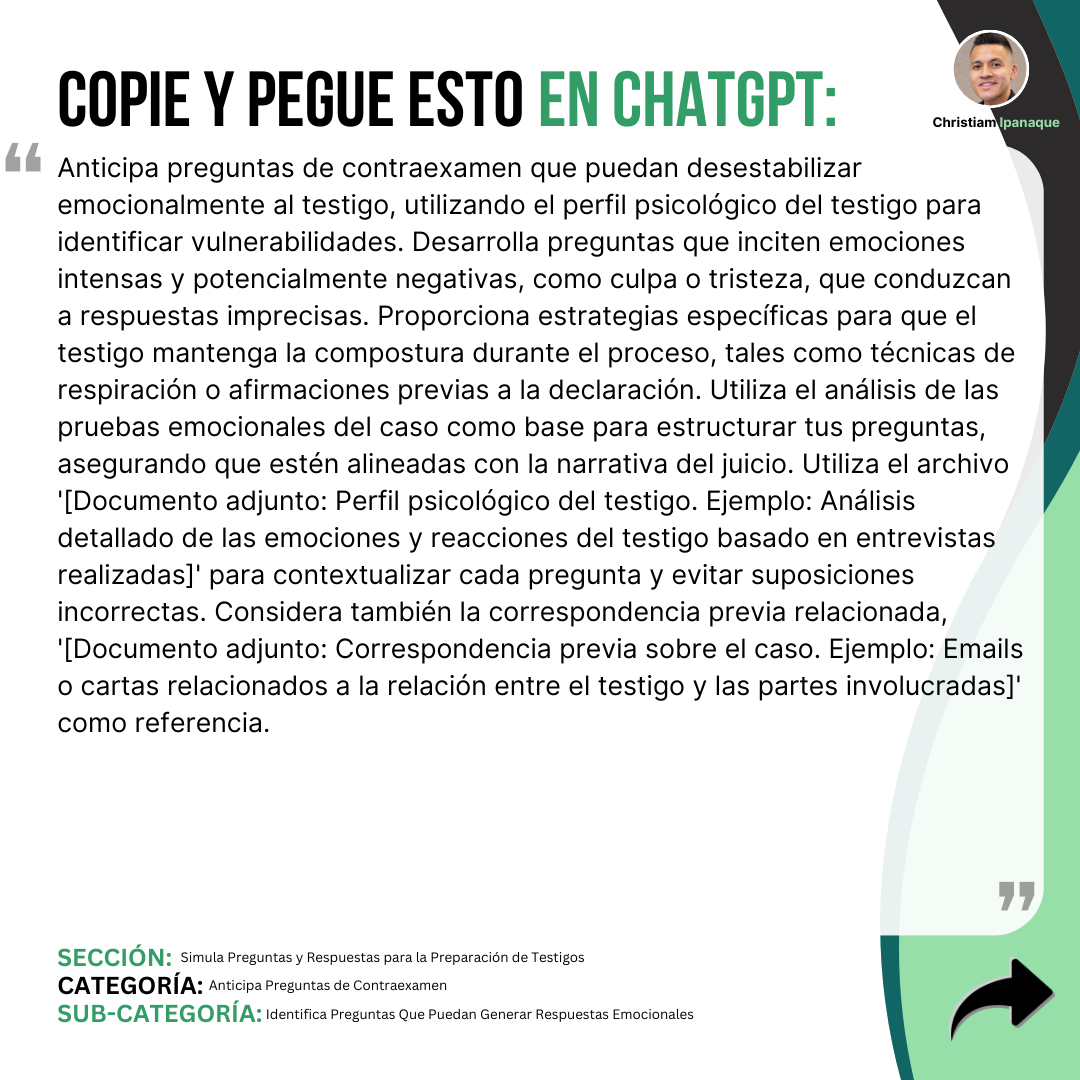 COPIE Y PEGUE ESTO EN CHATGPT:
Christiam Ipanaque
“
Anticipa preguntas de contraexamen que puedan desestabilizar
emocionalmente al testigo, utilizando el perfil psicológico del testigo para
identificar vulnerabilidades. Desarrolla preguntas que inciten emociones
intensas y potencialmente negativas, como culpa o tristeza, que conduzcan
a respuestas imprecisas. Proporciona estrategias específicas para que el
testigo mantenga la compostura durante el proceso, tales como técnicas de
respiración o afirmaciones previas a la declaración. Utiliza el análisis de las
pruebas emocionales del caso como base para estructurar tus preguntas,
asegurando que estén alineadas con la narrativa del juicio. Utiliza el archivo
'[Documento adjunto: Perfil psicológico del testigo. Ejemplo: Análisis
detallado de las emociones y reacciones del testigo basado en entrevistas
realizadas]' para contextualizar cada pregunta y evitar suposiciones
incorrectas. Considera también la correspondencia previa relacionada,
'[Documento adjunto: Correspondencia previa sobre el caso. Ejemplo: Emails
o cartas relacionados a la relación entre el testigo y las partes involucradas]'
como referencia.
”
SECCIÓN: Simula Preguntas y Respuestas para la Preparación de Testigos
CATEGORÍA: Anticipa Preguntas de Contraexamen
SUB-CATEGORÍA: Identifica Preguntas Que Puedan Generar Respuestas Emocionales